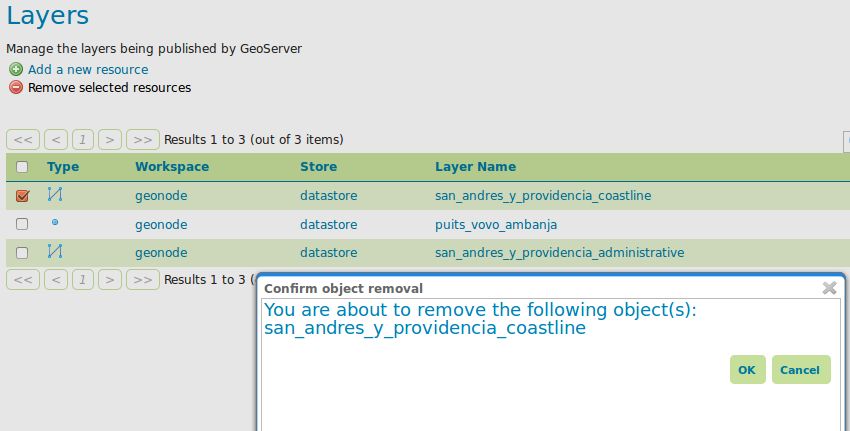 Layers
Manage the layers being published by GeoServer
Add a new resource
Remove selected resources
<< < 1 > >> Results 1 to 3 (out of 3 items)
Type Workspace Store Layer Name
geonode datastore san_andres_y_providencia_coastline
geonode datastore puits_vovo_ambanja
geonode datastore san_andres_y_providencia_administrative
<< < 1 > >> Results 1 to 3 (
Confirm object removal
You are about to remove the following object(s):
san_andres_y_providencia_coastline
OK Cancel